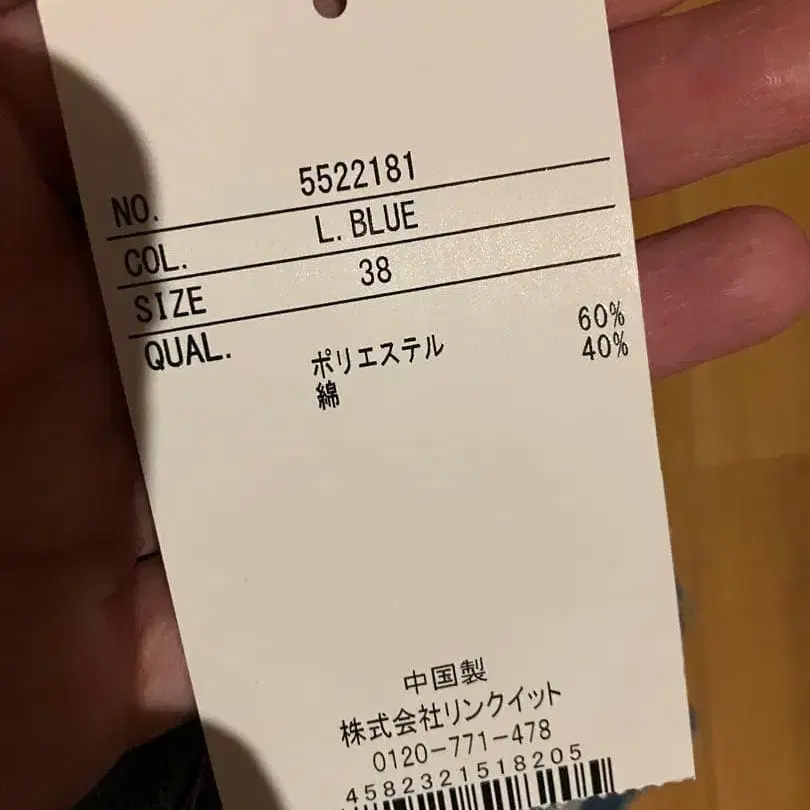 NO. 5522181
COL. L. BLUE
SIZE 38
QUAL. ポリエステル 60%
綿 40%
中国製
株式会社リンクイット
0120-771-478
4582321518205